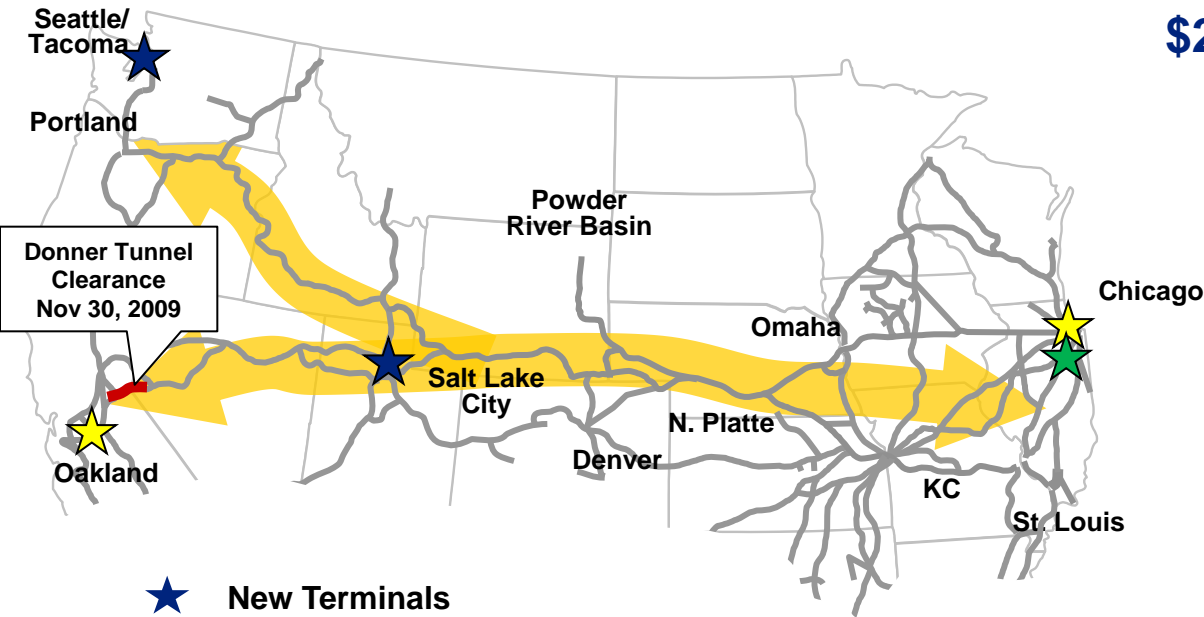 Seattle/
Tacoma
$2
Portland
Powder
River Basin
Donner Tunnel
Clearance
Nov 30, 2009
Chicago
Omaha
Salt Lake
City
N. Platte
Denver
Oakland
KC
St. Louis
New Terminals